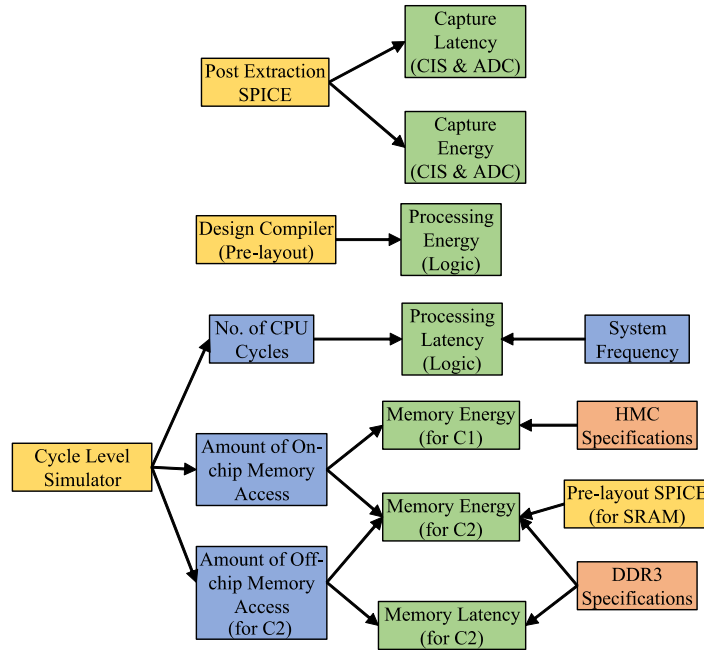 Capture
Latency
(CIS & ADC)
Post Extraction
SPICE
Capture
Energy
(CIS & ADC)
Design Compiler
(Pre-layout)
Processing
Energy
(Logic)
No. of CPU
Cycles
Processing
Latency
(Logic)
System
Frequency
Cycle Level
Simulator
Amount of On-
chip Memory
Access
Memory Energy
(for C1)
HMC
Specifications
Memory Energy
(for C2)
Pre-layout SPICE
(for SRAM)
Amount of Off-
chip Memory
Access
(for C2)
Memory Latency
(for C2)
DDR3
Specifications